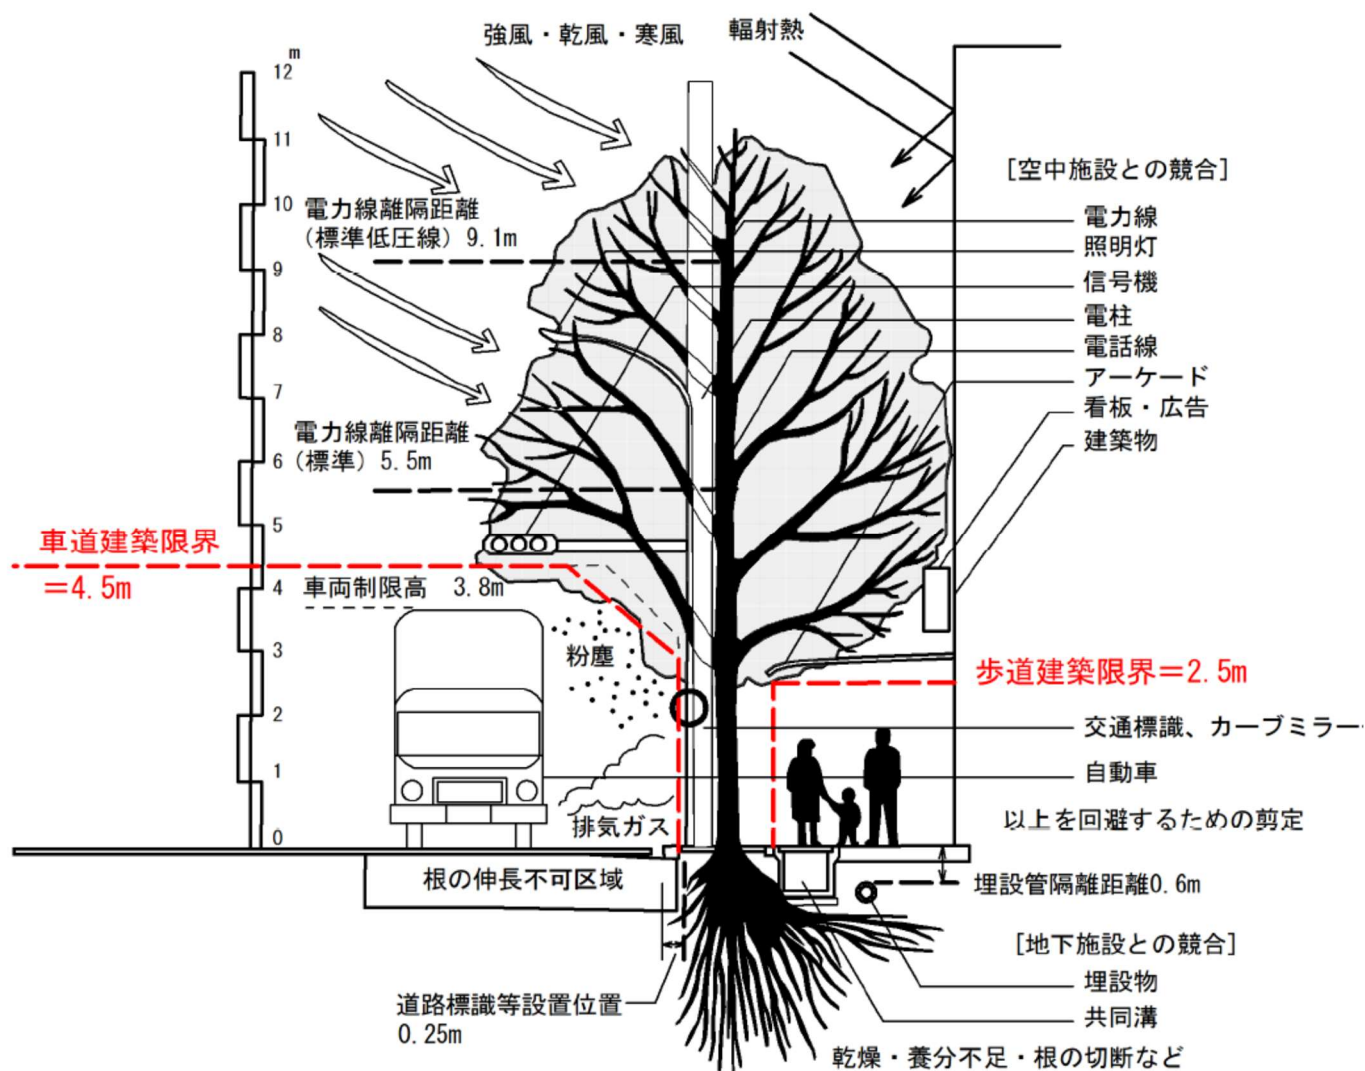 強風・乾風・寒風
輻射熱
m
12
11
10
9
8
7
6
5
4
3
2
1
0
電力線離隔距離
(標準低圧線) 9.1m
電力線離隔距離
(標準) 5.5m
車道建築限界
=4.5m
車両制限高 3.8m
粉塵
排気ガス
根の伸長不可区域
道路標識等設置位置
0.25m
[空中施設との競合]
電力線
照明灯
信号機
電柱
電話線
アーケード
看板・広告
建築物
歩道建築限界=2.5m
交通標識、カーブミラー
自動車
以上を回避するための剪定
埋設管隔離距離0.6m
[地下施設との競合]
埋設物
共同溝
乾燥・養分不足・根の切断など